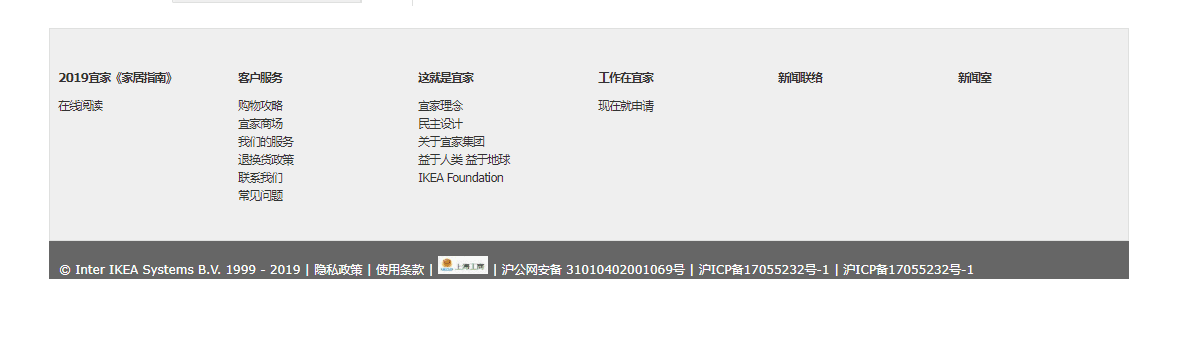 2019宜家《家居指南》
在线阅读
客户服务
购物攻略
宜家商场
我们的服务
退换货政策
联系我们
常见问题
这就是宜家
宜家理念
民主设计
关于宜家集团
益于人类 益于地球
IKEA Foundation
工作在宜家
现在就申请
新闻联络
新闻室
© Inter IKEA Systems B.V. 1999 - 2019 | 隐私政策 | 使用条款 | 上海工商 | 沪公网安备 31010402001069号 | 沪ICP备17055232号-1 | 沪ICP备17055232号-1